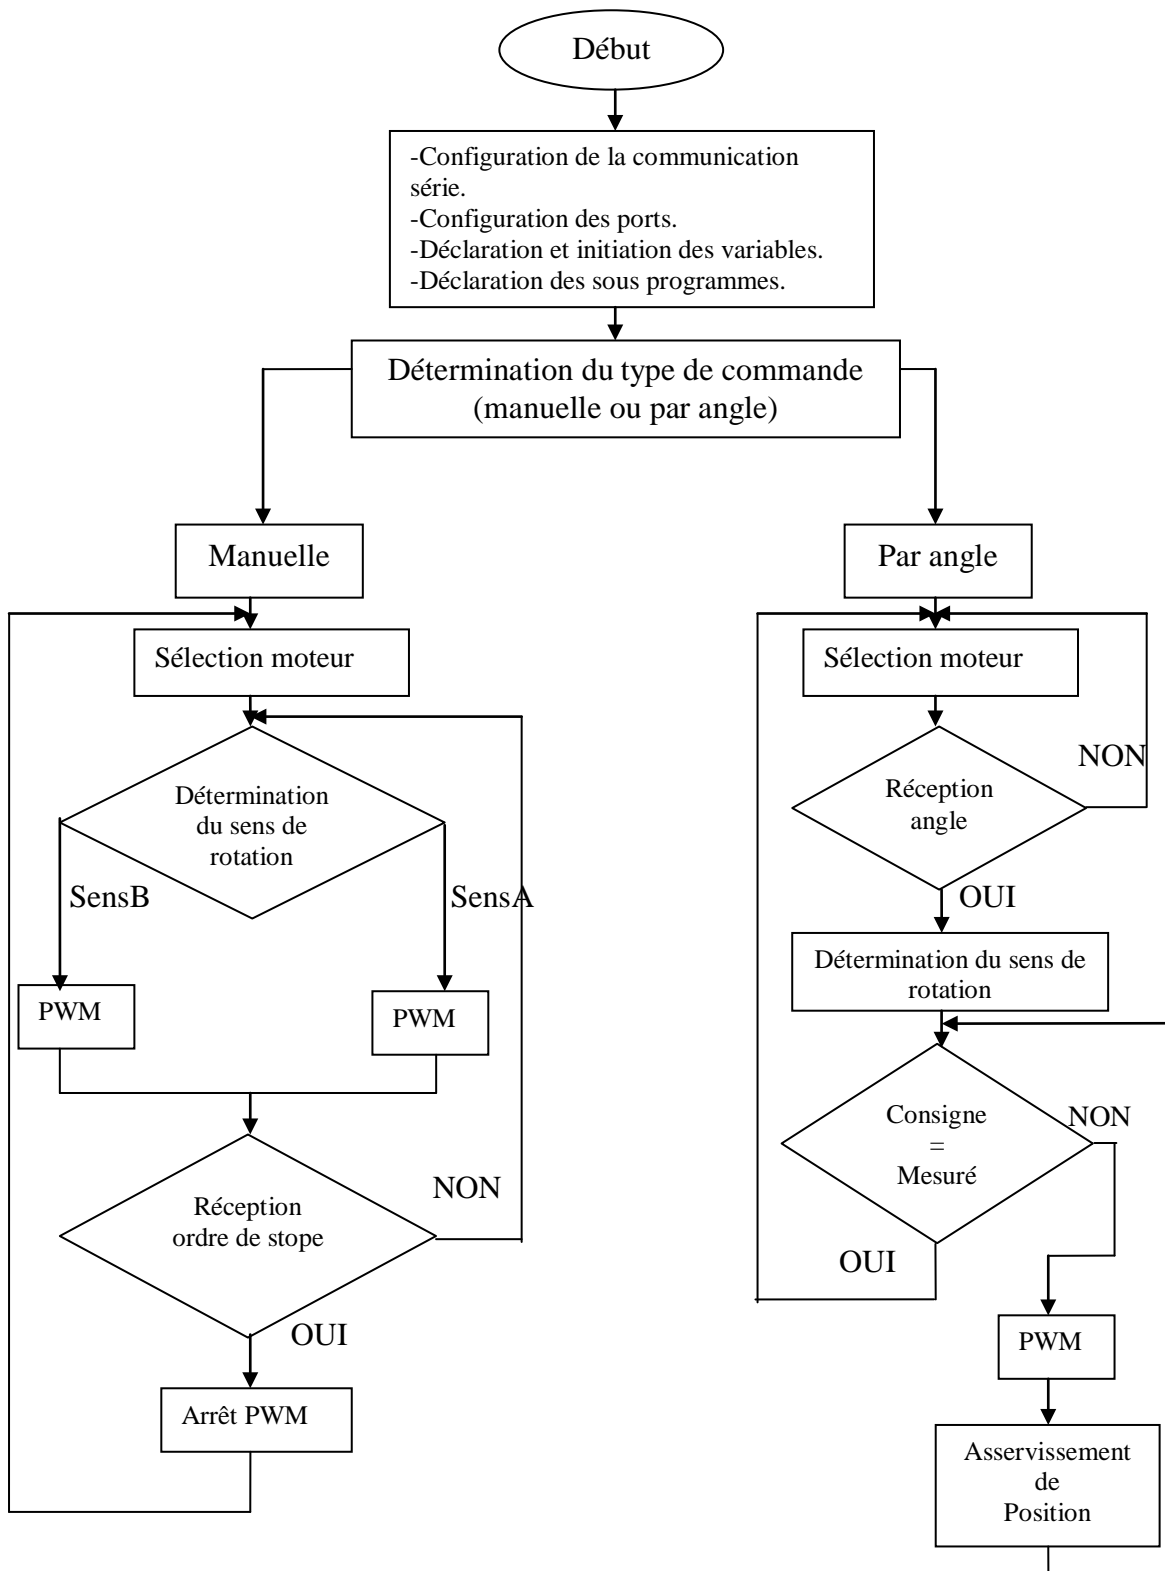 Début
-Configuration de la communication
série.
-Configuration des ports.
-Déclaration et initiation des variables.
-Déclaration des sous programmes.
Détermination du type de commande
(manuelle ou par angle)
Manuelle
Sélection moteur
Détermination
du sens de
rotation
SensB
SensA
PWM
PWM
Réception
ordre de stope
NON
OUI
Arrêt PWM
Par angle
Sélection moteur
NON
Réception
angle
OUI
Détermination du sens de
rotation
Consigne
=
Mesuré
NON
OUI
PWM
Asservissement
de
Position